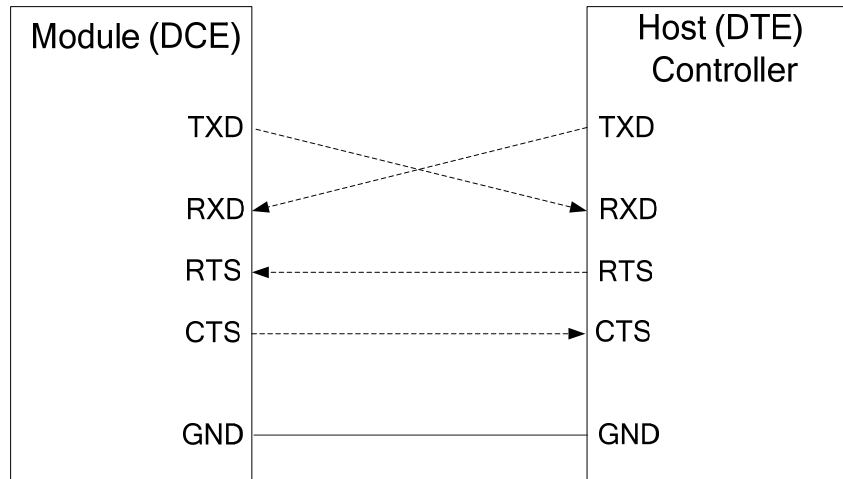 Module (DCE)
Host (DTE)
Controller
TXD
TXD
RXD
RXD
RTS
RTS
CTS
CTS
GND
GND